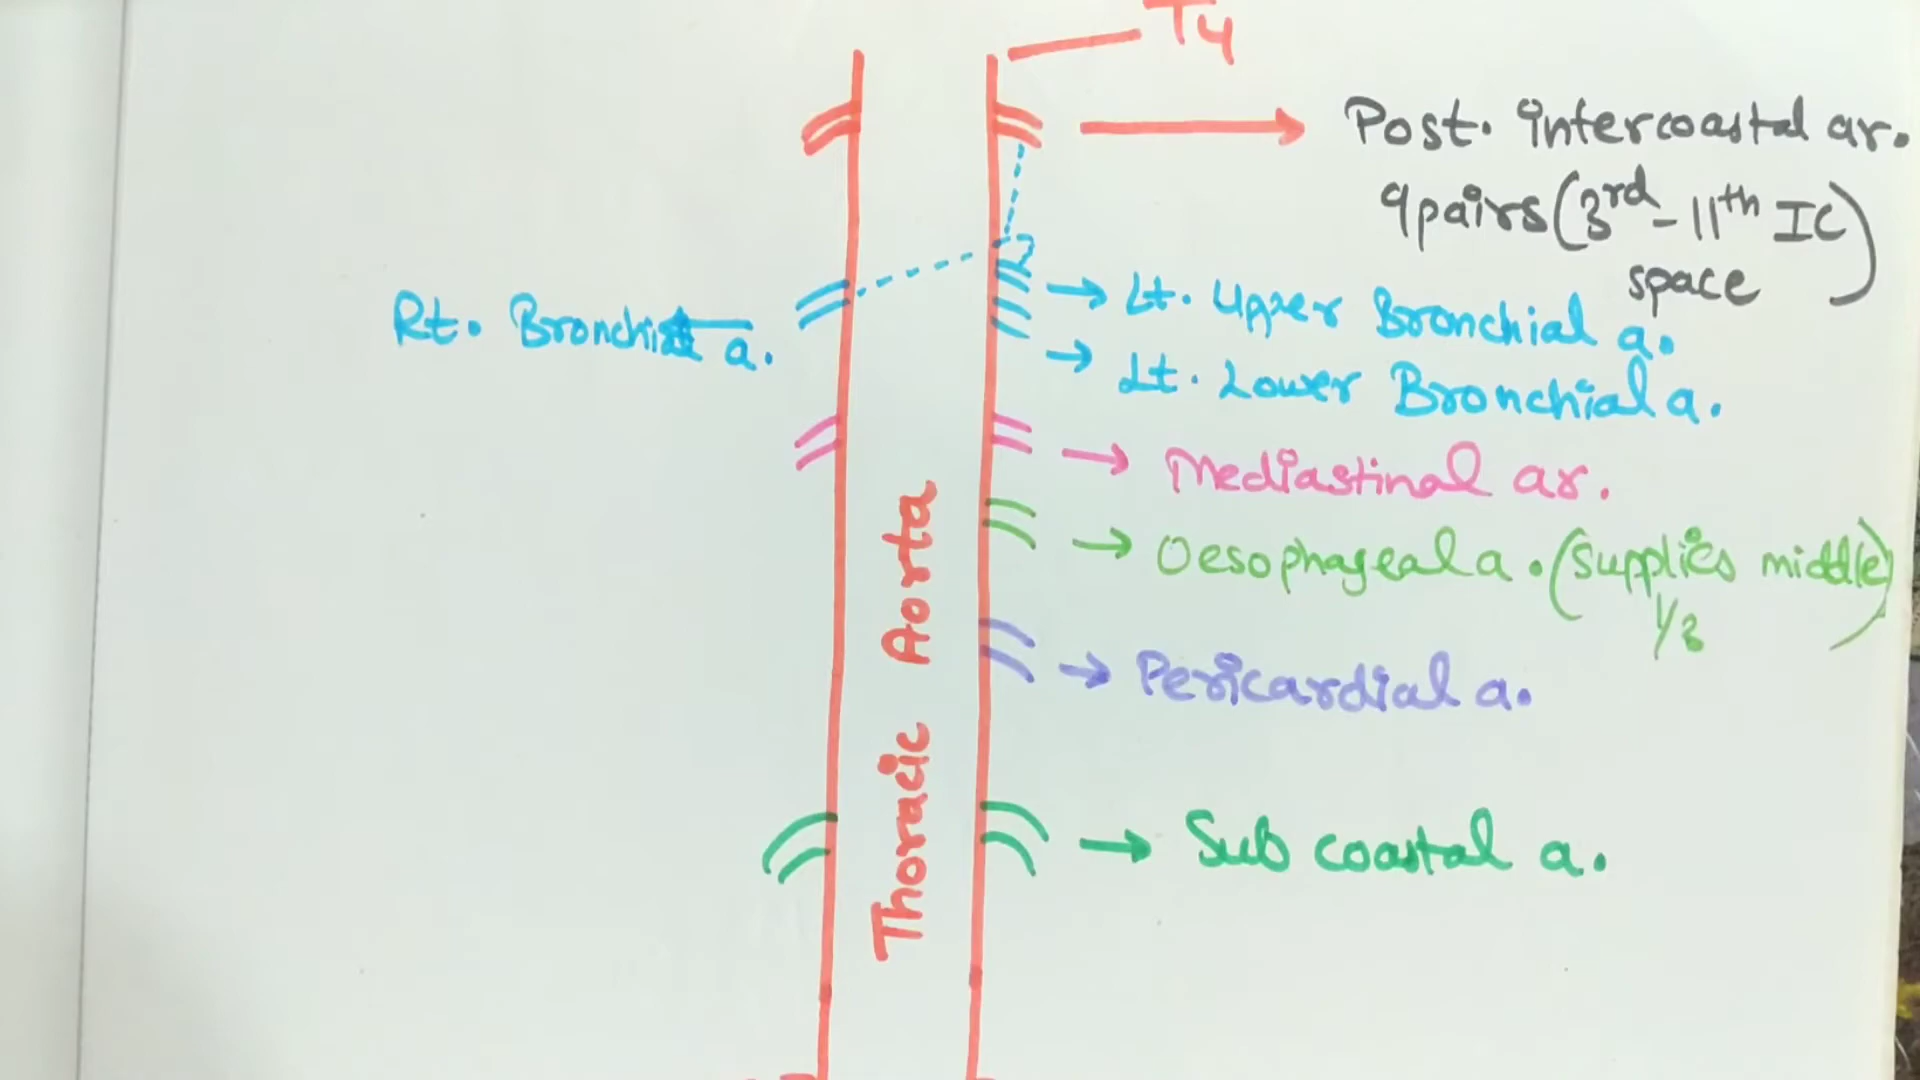 T4
Post. intercoastal ar.
9pairs (3rd - 11th IC)
space
Lt. Upper Bronchial a.
Rt. Bronchial a.
Lt. Lower Bronchial a.
Mediastinal ar.
Oesophageal a. (supplies middle)
1/3
Pericardial a.
Sub coastal a.
Thoracic Aorta